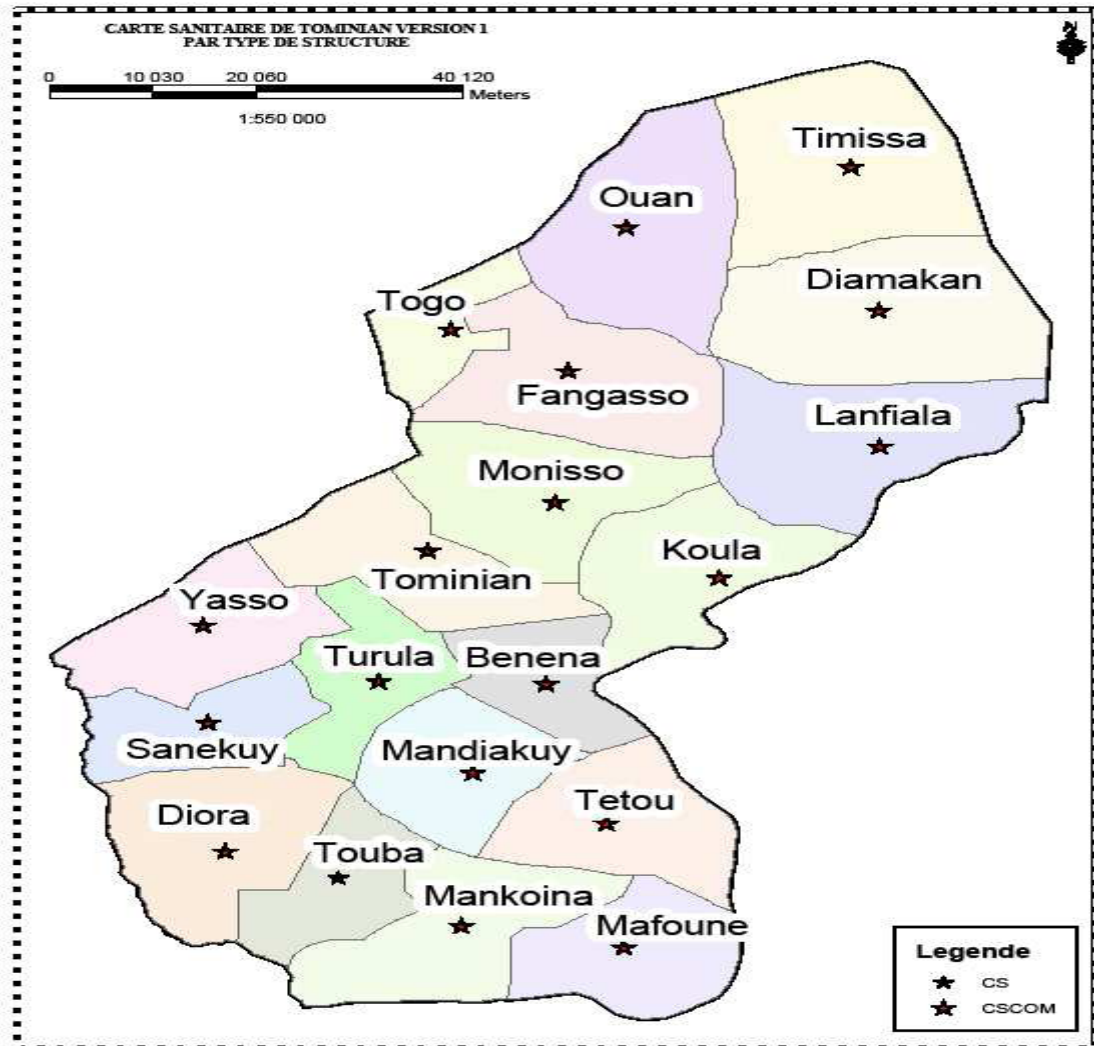 CARTE SANITAIRE DE TOMINIAN VERSION 1
PAR TYPE DE STRUCTURE
N
0 10 030 20 060 40 120
Meters
1:550 000
Timissa
Ouan
Diamakan
Togo
Fangasso
Lanfiala
Monisso
Koula
Tominian
Yasso
Turula
Benena
Sanekuy
Mandiakuy
Tetou
Diora
Touba
Mankoina
Mafoune
Legende
CS
CSCOM